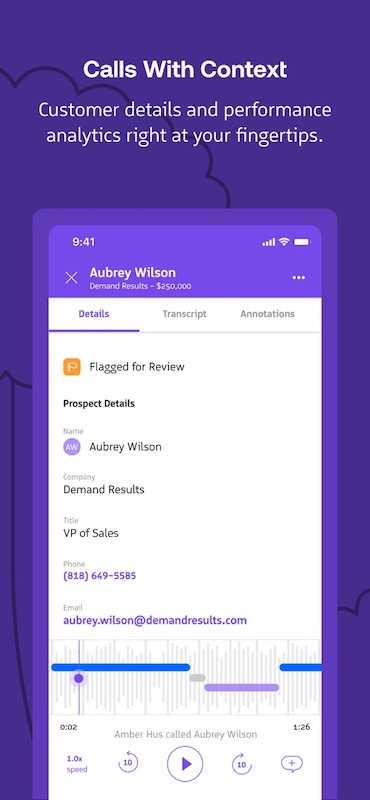 Calls With Context
Customer details and performance
analytics right at your fingertips.
9:41
Aubrey Wilson
Demand Results – $250,000
Details
Transcript
Annotations
Flagged for Review
Prospect Details
Name
AW
Aubrey Wilson
Company
Demand Results
Title
VP of Sales
Phone
(818) 649-5585
Email
aubrey.wilson@demandresults.com
0:02
1:26
Amber Hus called Aubrey Wilson
1.0x
speed
10
10